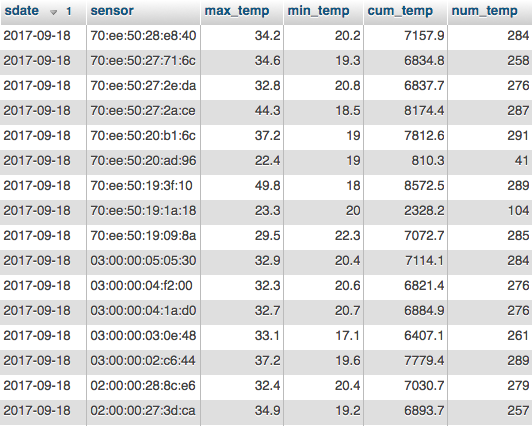 sdate 1 sensor max_temp min_temp cum_temp num_temp
2017-09-18 70:ee:50:28:e8:40 34.2 20.2 7157.9 284
2017-09-18 70:ee:50:27:71:6c 34.6 19.3 6834.8 258
2017-09-18 70:ee:50:27:2e:da 32.8 20.8 6837.7 276
2017-09-18 70:ee:50:27:2a:ce 44.3 18.5 8174.4 287
2017-09-18 70:ee:50:20:b1:6c 37.2 19 7812.6 291
2017-09-18 70:ee:50:20:ad:96 22.4 19 810.3 41
2017-09-18 70:ee:50:19:3f:10 49.8 18 8572.5 289
2017-09-18 70:ee:50:19:1a:18 23.3 20 2328.2 104
2017-09-18 70:ee:50:19:09:8a 29.5 22.3 7072.7 285
2017-09-18 03:00:00:05:05:30 32.9 20.4 7114.1 284
2017-09-18 03:00:00:04:f2:00 32.3 20.6 6821.4 276
2017-09-18 03:00:00:04:1a:d0 32.7 20.7 6884.9 276
2017-09-18 03:00:00:03:0e:48 33.1 17.1 6407.1 261
2017-09-18 03:00:00:02:c6:44 37.2 19.6 7779.4 289
2017-09-18 02:00:00:28:8c:e6 32.4 20.4 7030.7 279
2017-09-18 02:00:00:27:3d:ca 34.9 19.2 6893.7 257